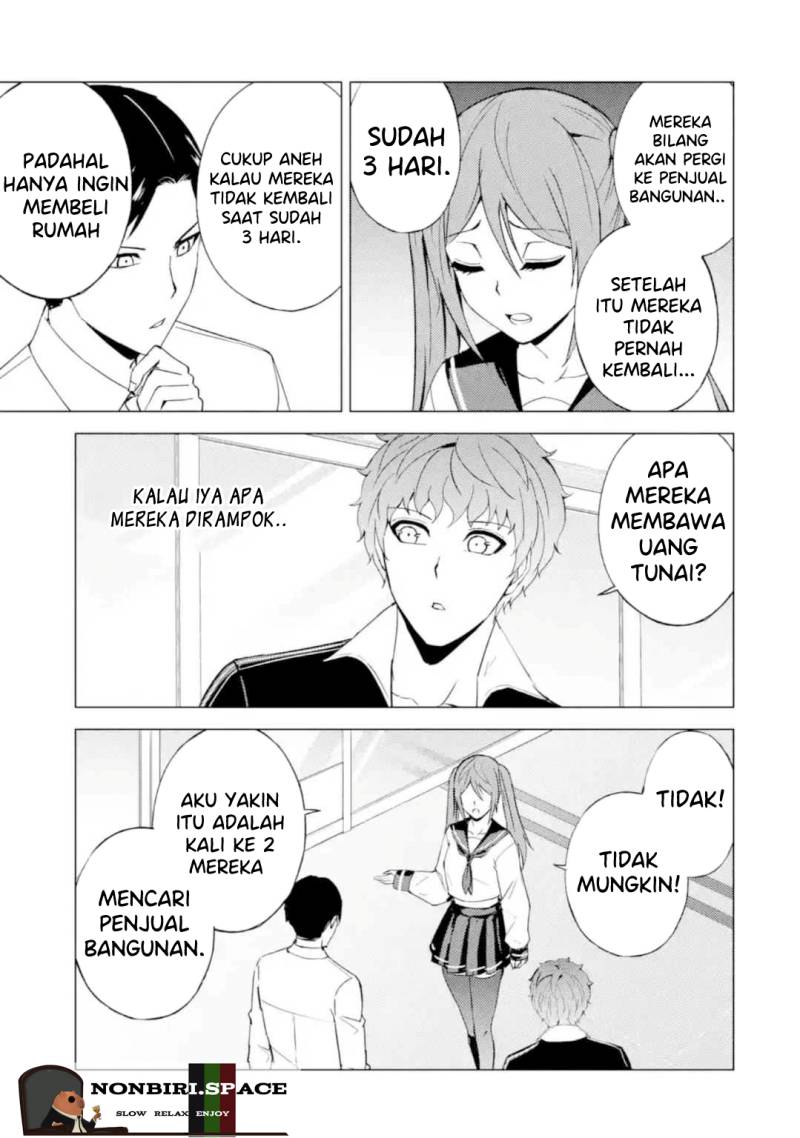 MEREKA
BILANG
AKAN PERGI
KE PENJUAL
BANGUNAN..
SETELAH
ITU MEREKA
TIDAK
PERNAH
KEMBALI...
SUDAH
3 HARI.
CUKUP ANEH
KALAU MEREKA
TIDAK KEMBALI
SAAT SUDAH
3 HARI.
PADAHAL
HANYA INGIN
MEMBELI
RUMAH
APA
MEREKA
MEMBAWA
UANG
TUNAI?
KALAU IYA APA
MEREKA DIRAMPOK..
TIDAK!
TIDAK
MUNGKIN!
AKU YAKIN
ITU ADALAH
KALI KE 2
MEREKA
MENCARI
PENJUAL
BANGUNAN.
NONBIRI.SPACE
SLOW RELAX ENJOY